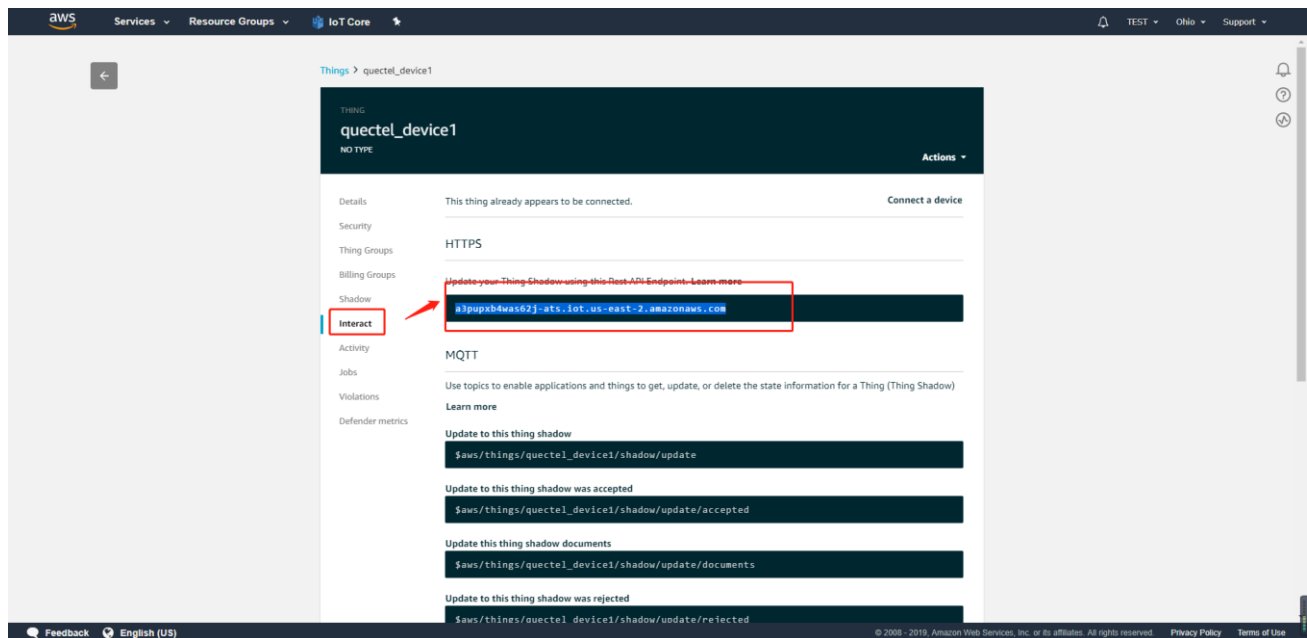 aws Services Resource Groups IoT Core TEST Ohio Support
Things > quectel_device1
THING
quectel_device1
NO TYPE
Actions
Details
Security
Thing Groups
Billing Groups
Shadow
Interact
Activity
Jobs
Violations
Defender metrics
This thing already appears to be connected. Connect a device
HTTPS
Update your Thing Shadow using this Rest API Endpoint. Learn more
a3pupxb4was62j-ats.iot.us-east-2.amazonaws.com
MQTT
Use topics to enable applications and things to get, update, or delete the state information for a Thing (Thing Shadow)
Learn more
Update to this thing shadow
$aws/things/quectel_device1/shadow/update
Update to this thing shadow was accepted
$aws/things/quectel_device1/shadow/update/accepted
Update this thing shadow documents
$aws/things/quectel_device1/shadow/update/documents
Update to this thing shadow was rejected
$aws/things/quectel_device1/shadow/update/rejected
Feedback English (US) © 2008 - 2019, Amazon Web Services, Inc. or its affiliates. All rights reserved. Privacy Policy Terms of Use